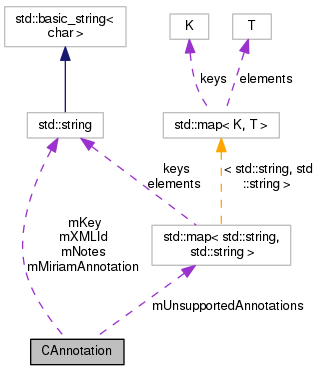 std::basic_string<
char >
K
T
keys
elements
std::string
std::map< K, T >
keys
elements
< std::string, std
::string >
mKey
mXMLId
mNotes
mMiriamAnnotation
std::map< std::string,
std::string >
mUnsupportedAnnotations
CAnnotation